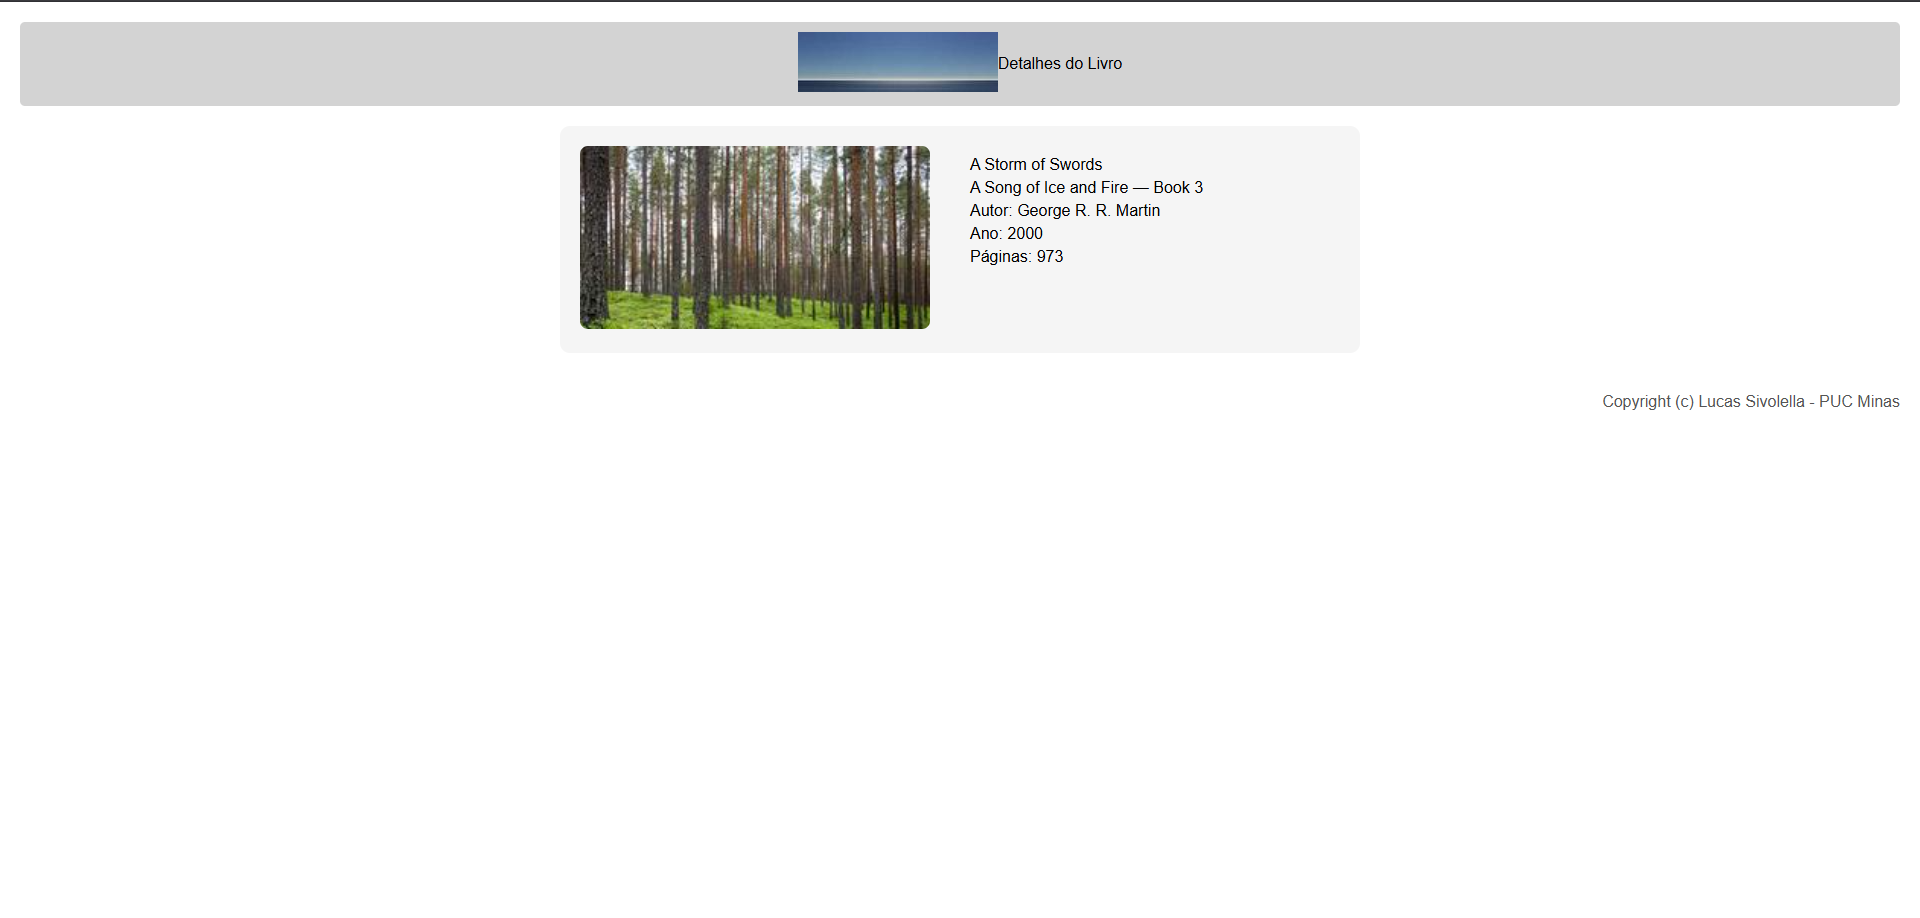 Detalhes do Livro
A Storm of Swords
A Song of Ice and Fire — Book 3
Autor: George R. R. Martin
Ano: 2000
Páginas: 973
Copyright (c) Lucas Sivolella - PUC Minas